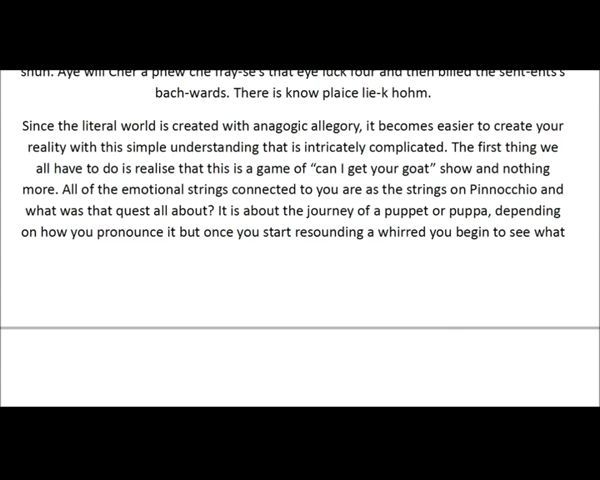 shun. Aye will Cher a phew che fray-se's that eye luck four and then billed the sent-ents's
bach-wards. There is know plaice lie-k hohm.
Since the literal world is created with anagogic allegory, it becomes easier to create your
reality with this simple understanding that is intricately complicated. The first thing we
all have to do is realise that this is a game of “can I get your goat” show and nothing
more. All of the emotional strings connected to you are as the strings on Pinnocchio and
what was that quest all about? It is about the journey of a puppet or puppa, depending
on how you pronounce it but once you start resounding a whirred you begin to see what